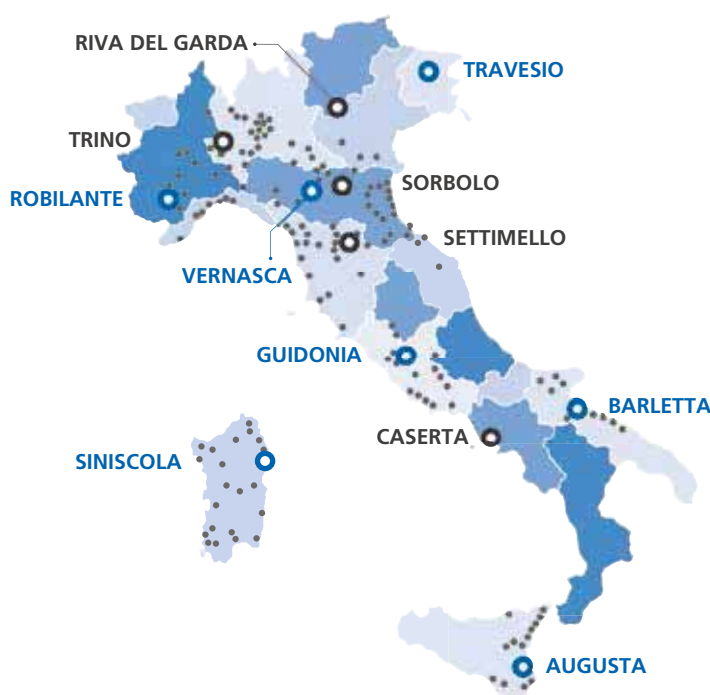 RIVA DEL GARDA
TRAVESIO
TRINO
SORBOLO
ROBILANTE
SETTIMELLO
VERNASCA
GUIDONIA
BARLETTA
CASERTA
SINISCOLA
AUGUSTA